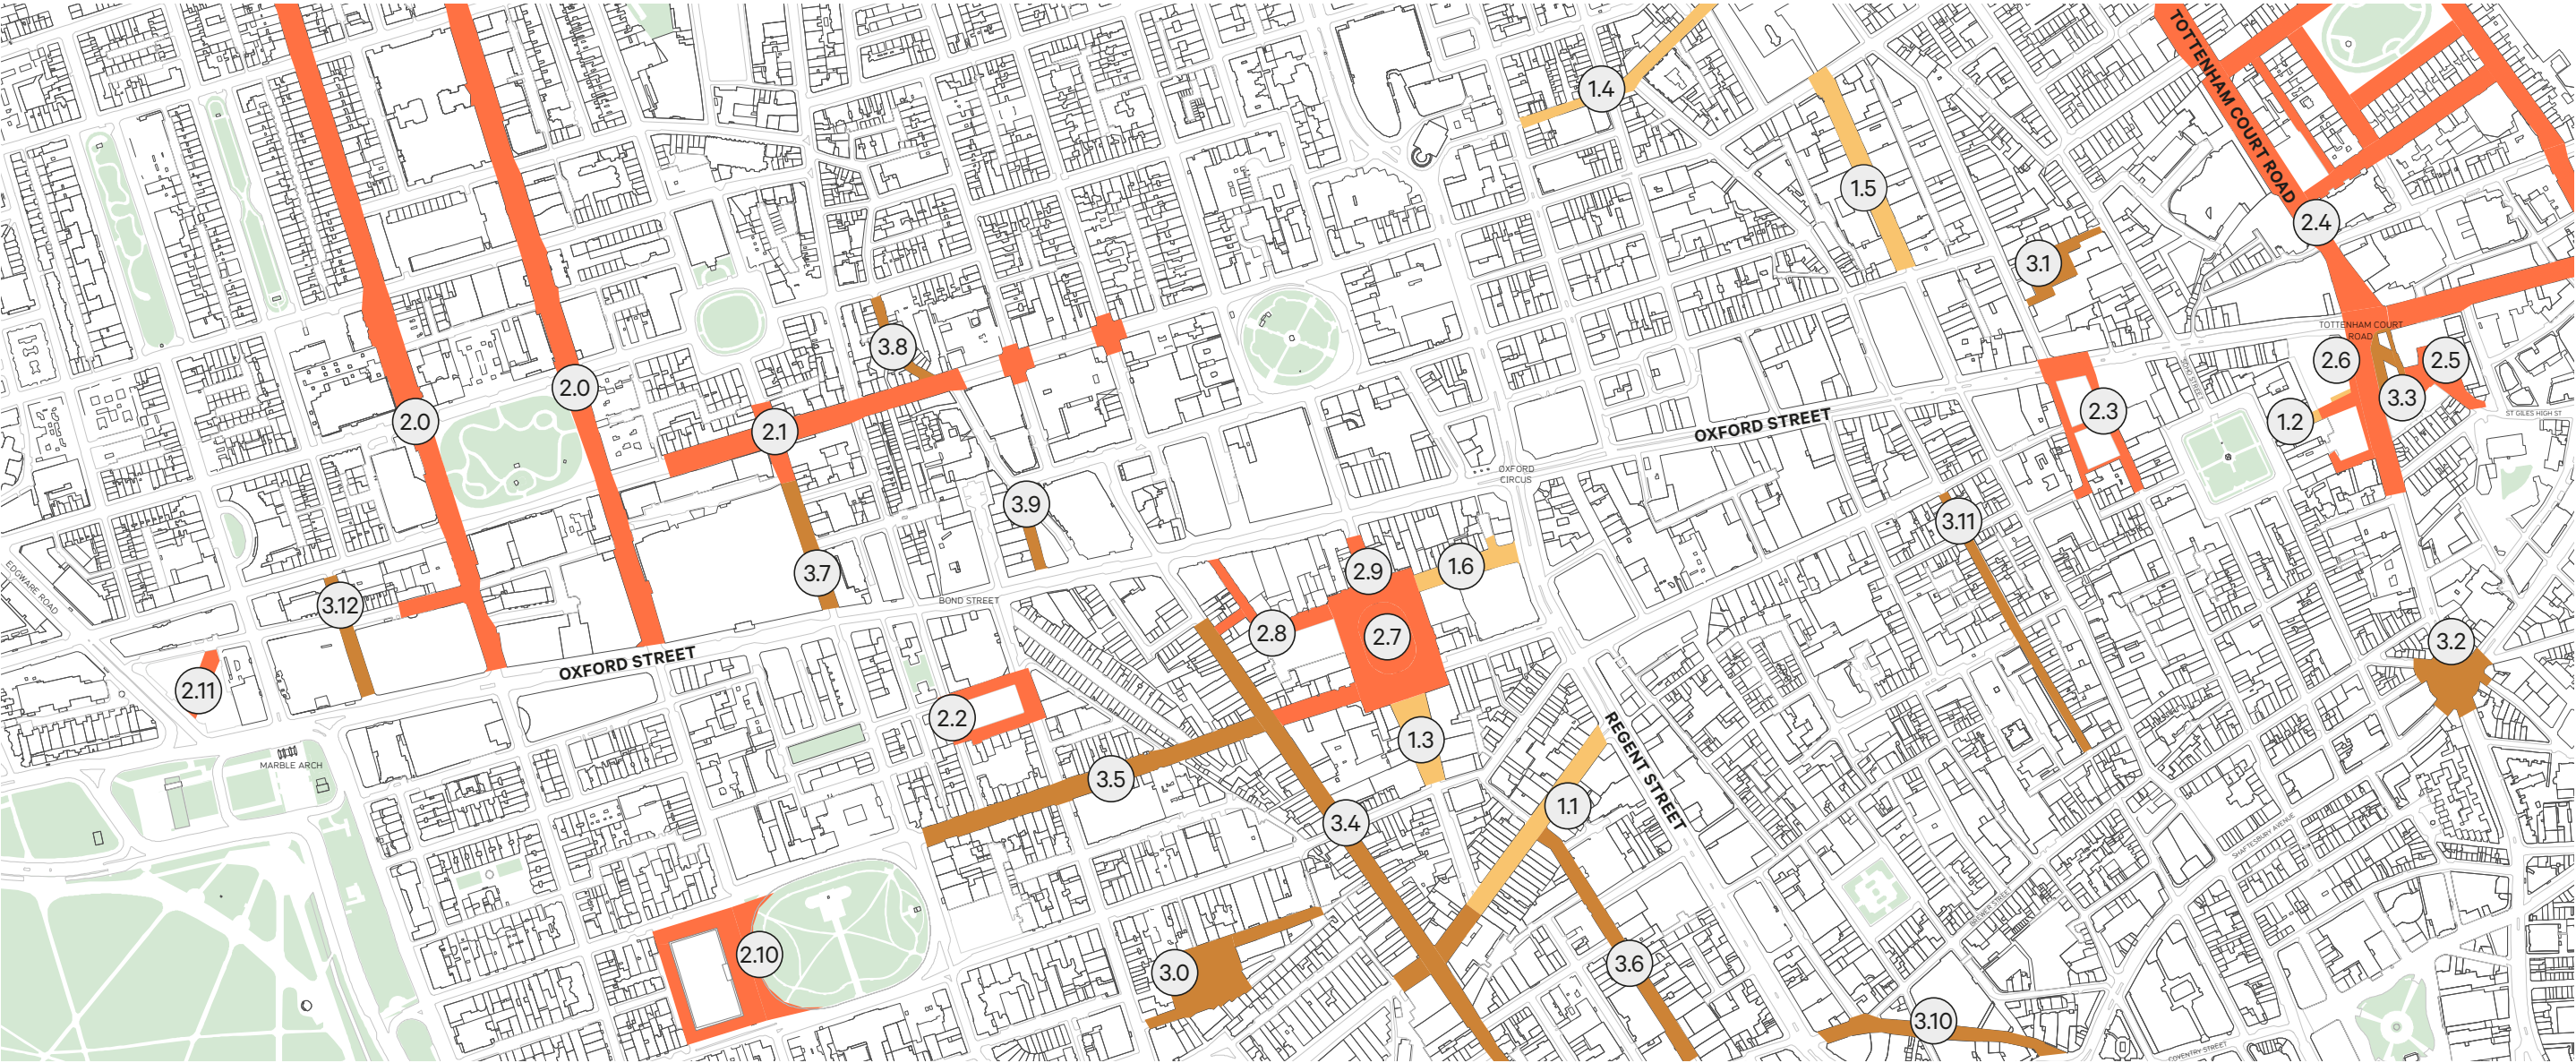 TOTTENHAM COURT ROAD
1.4
1.5
2.4
3.1
TOTTENHAM COURT
ROAD
3.8
2.6
2.5
2.0
3.3
2.3
ST GILES HIGH ST
2.0
1.2
OXFORD STREET
2.1
OXFORD
CIRCUS
3.9
3.11
1.6
2.9
3.7
EDGWARE ROAD
BOND STREET
3.12
2.8
2.7
3.2
OXFORD STREET
2.11
2.2
1.3
REGENT STREET
MARBLE ARCH
3.5
1.1
3.4
SHAFTESBURY AVENUE
BREWER STREET
2.10
3.6
3.0
3.10
COVENTRY STREET